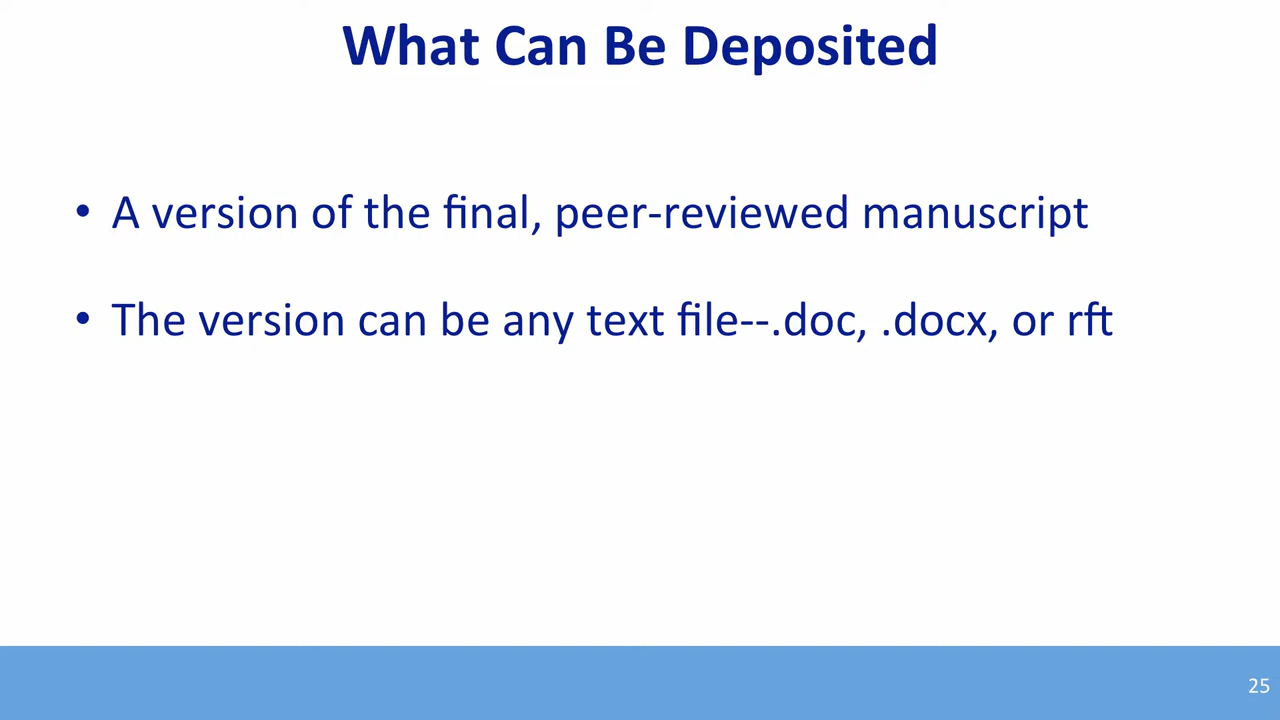 What Can Be Deposited
• A version of the final, peer-reviewed manuscript
• The version can be any text file--.doc, .docx, or rft
25